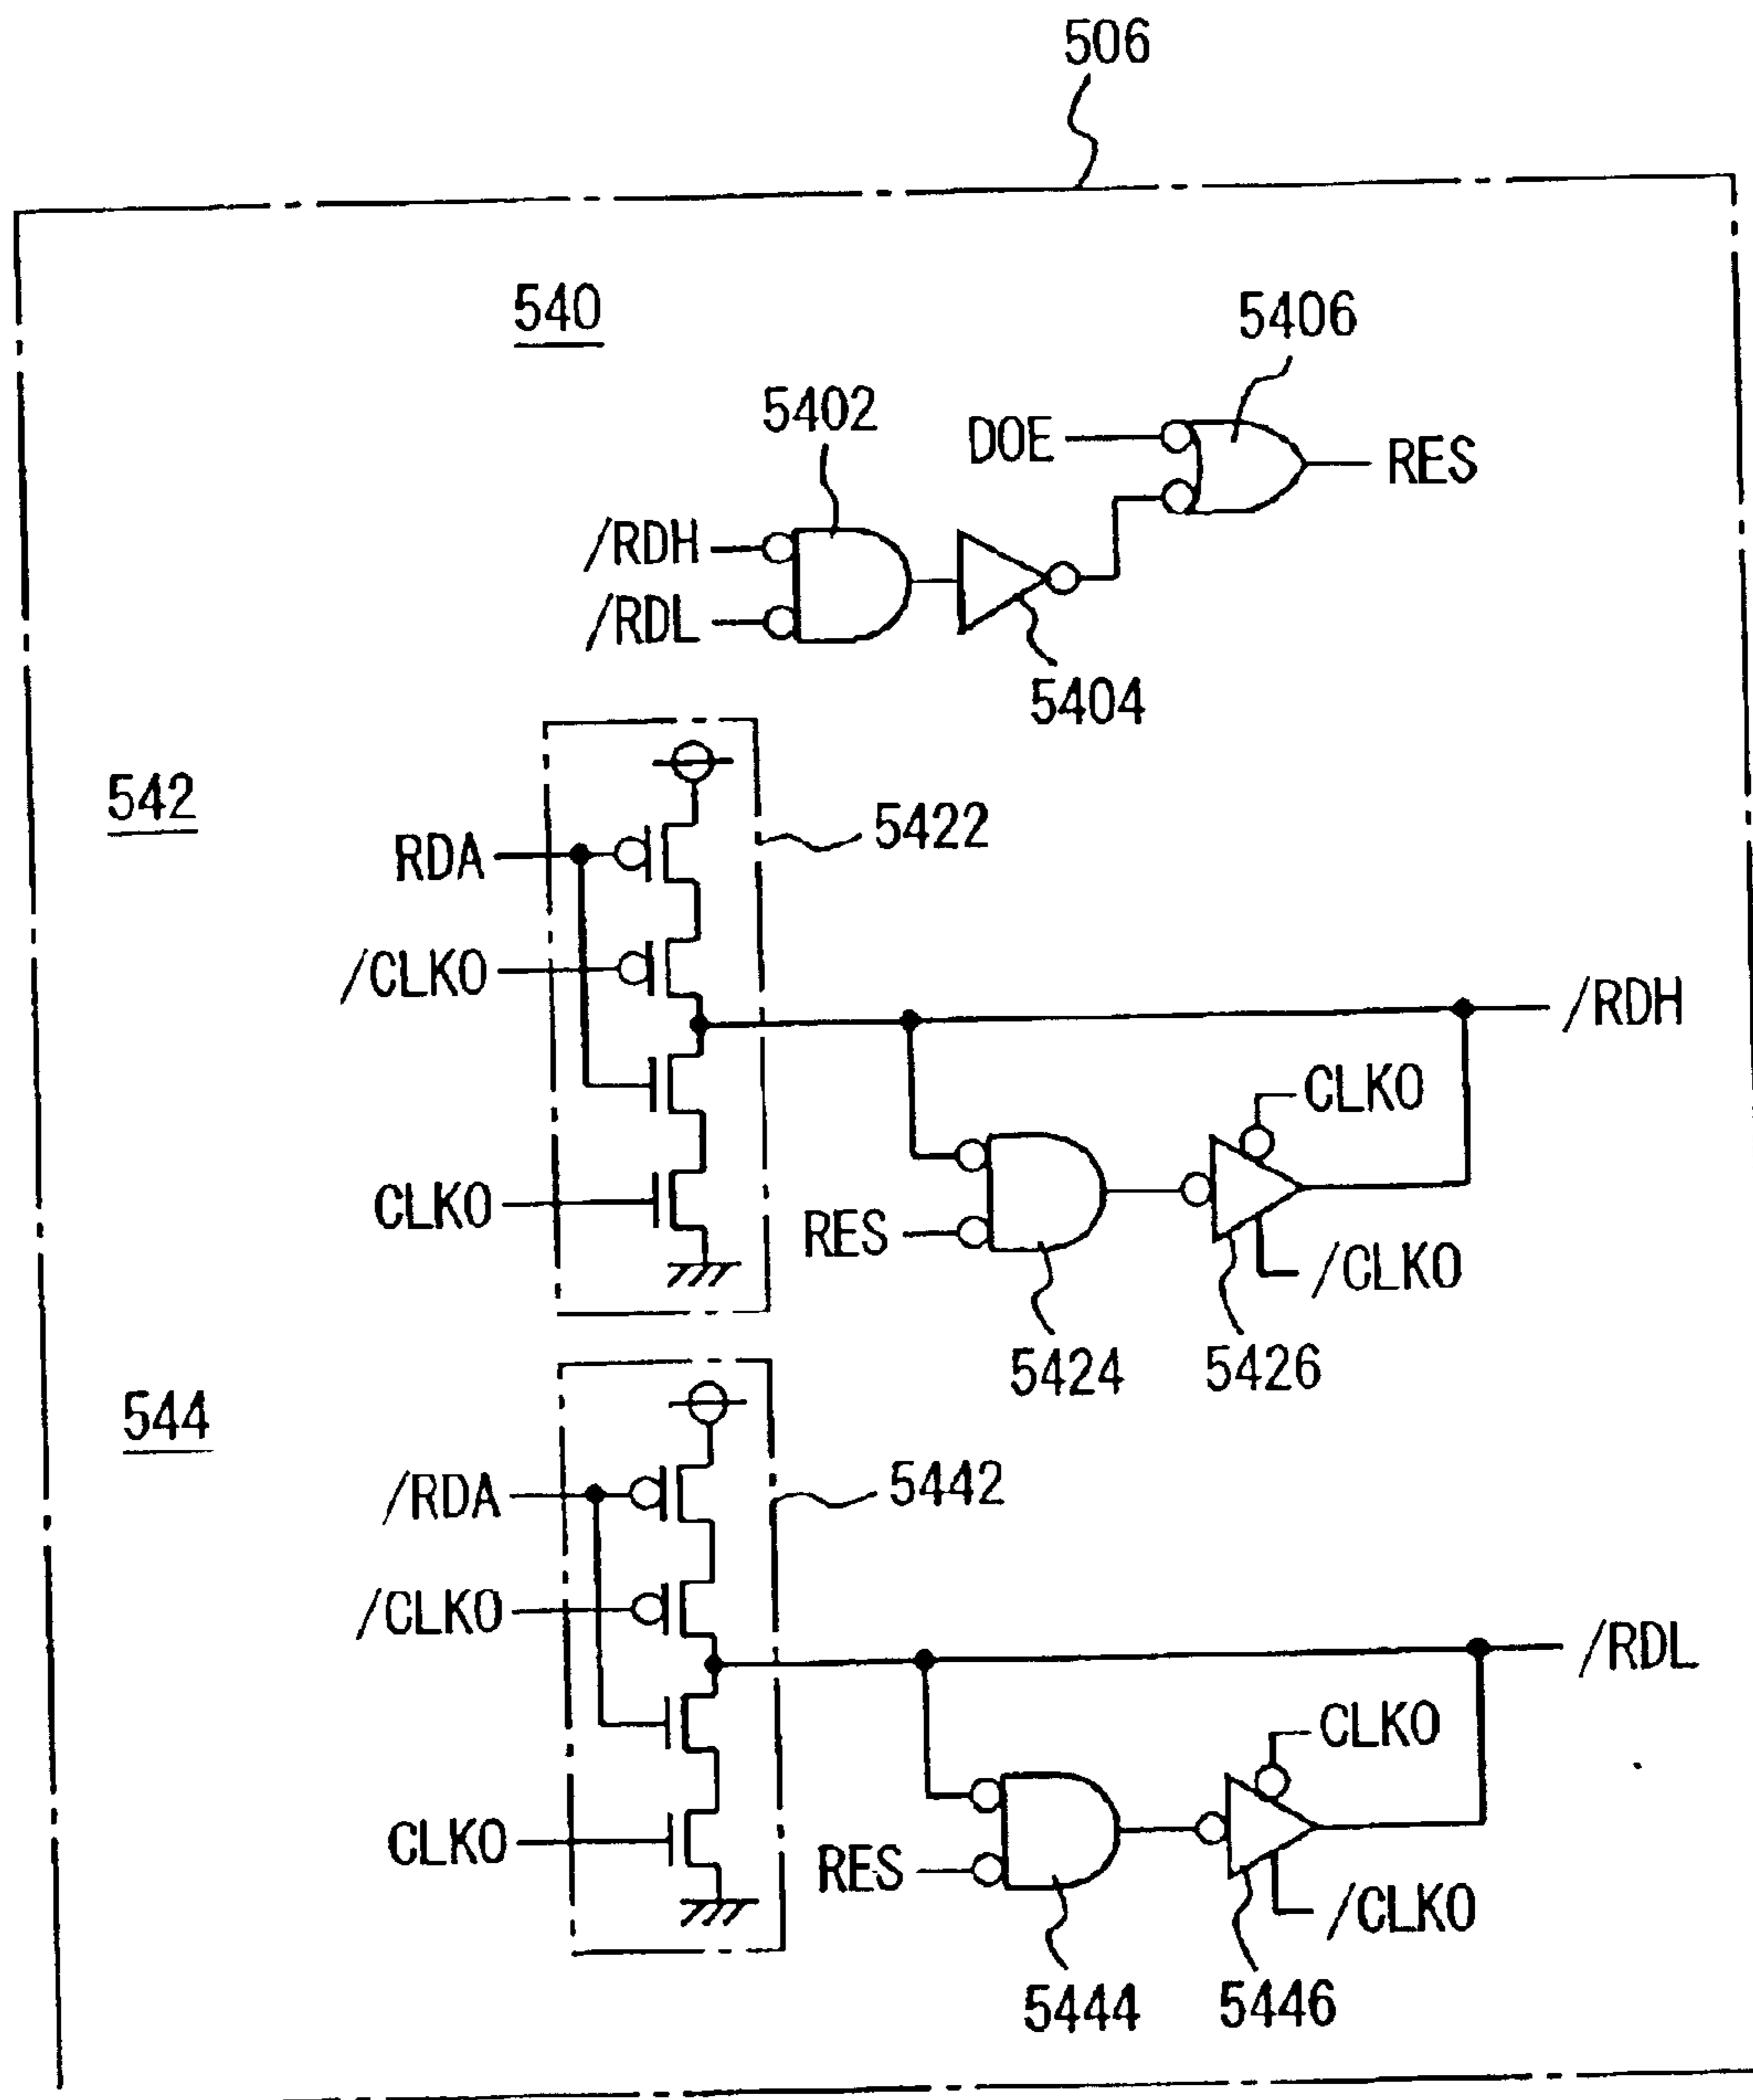 506
540
5406
5402
DOE
RES
/RDH
/RDL
5404
542
5422
RDA
/CLKO
/RDH
CLKO
CLKO
RES
/CLKO
5424
5426
544
/RDA
5442
/CLKO
/RDL
CLKO
CLKO
RES
/CLKO
5444
5446